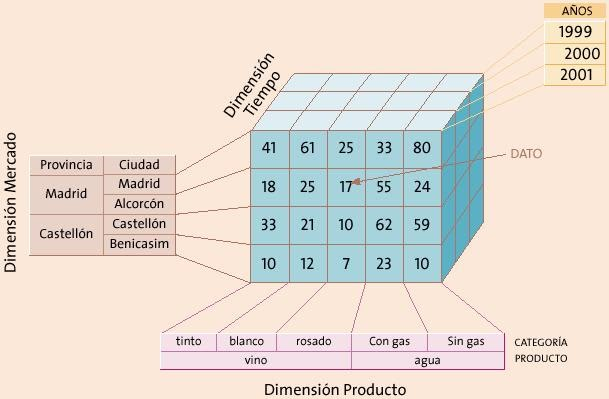 AÑOS
1999
2000
2001
Dimensión
Tiempo
Dimensión Mercado
Provincia Ciudad
Madrid Madrid
Alcorcón
Castellón Castellón
Benicasim
41 61 25 33 80
18 25 17 55 24
33 21 10 62 59
10 12 7 23 10
DATO
tinto blanco rosado Con gas Sin gas CATEGORÍA
vino agua PRODUCTO
Dimensión Producto